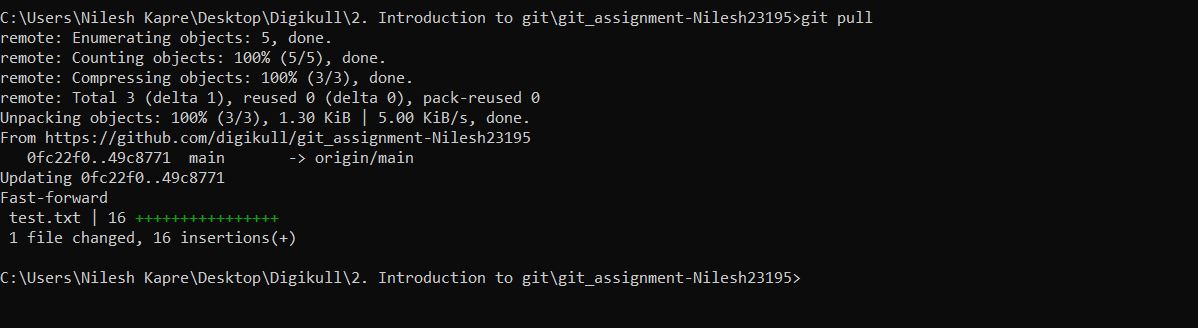 C:\Users\Nilesh Kapre\Desktop\Digikull\2. Introduction to git\git_assignment-Nilesh23195>git pull
remote: Enumerating objects: 5, done.
remote: Counting objects: 100% (5/5), done.
remote: Compressing objects: 100% (3/3), done.
remote: Total 3 (delta 1), reused 0 (delta 0), pack-reused 0
Unpacking objects: 100% (3/3), 1.30 KiB | 5.00 KiB/s, done.
From https://github.com/digikull/git_assignment-Nilesh23195
   0fc22f0..49c8771  main       -> origin/main
Updating 0fc22f0..49c8771
Fast-forward
 test.txt | 16 ++++++++++++++++
 1 file changed, 16 insertions(+)
C:\Users\Nilesh Kapre\Desktop\Digikull\2. Introduction to git\git_assignment-Nilesh23195>